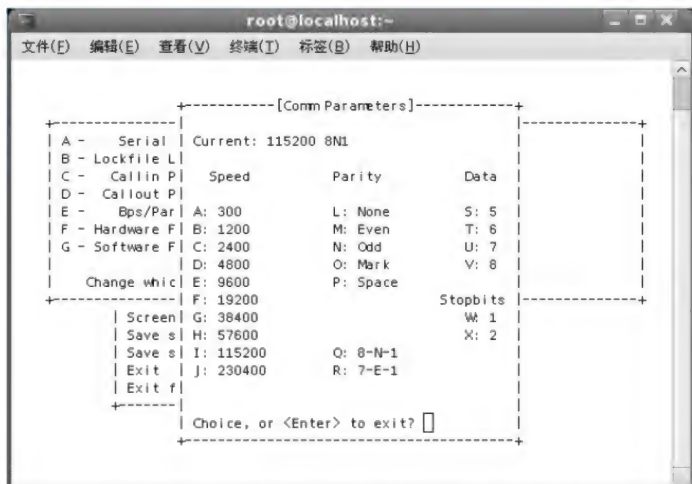 root@localhost:~
文件(F) 编辑(E) 查看(V) 终端(T) 标签(B) 帮助(H)
+-----------[Comm Parameters]------------+
| A - Serial | Current: 115200 8N1
| B - Lockfile L|
| C - Callin P| Speed Parity Data
| D - Callout P|
| E - Bps/Par| A: 300 L: None S: 5
| F - Hardware F| B: 1200 M: Even T: 6
| G - Software F| C: 2400 N: Odd U: 7
| D: 4800 O: Mark V: 8
Change whic| E: 9600 P: Space
F: 19200 Stopbits
| Screen| G: 38400 W: 1
| Save s| H: 57600 X: 2
| Save s| I: 115200 Q: 8-N-1
| Exit | J: 230400 R: 7-E-1
| Exit f|
| Choice, or <Enter> to exit?